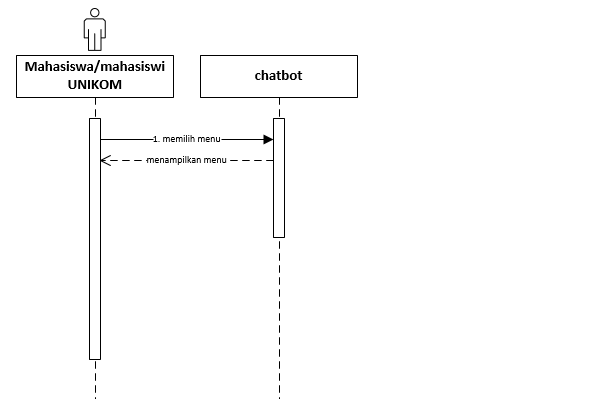 Mahasiswa/mahasiswi
UNIKOM
chatbot
1. memilih menu
menampilkan menu